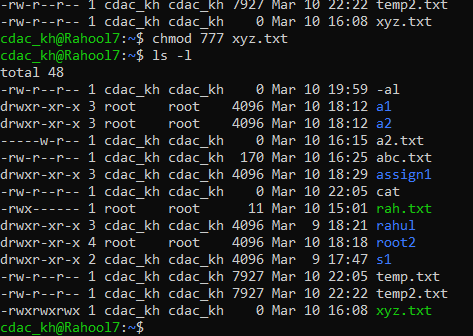 -rw-r--r-- 1 cdac_kh cdac_kh 7927 Mar 10 22:22 temp2.txt
-rw-r--r-- 1 cdac_kh cdac_kh    0 Mar 10 16:08 xyz.txt
cdac_kh@Rahool7:~$ chmod 777 xyz.txt
cdac_kh@Rahool7:~$ ls -l
total 48
-rw-r--r-- 1 cdac_kh cdac_kh    0 Mar 10 19:59 -al
drwxr-xr-x 3 root    root    4096 Mar 10 18:12 a1
drwxr-xr-x 3 root    root    4096 Mar 10 18:12 a2
-----w-r-- 1 cdac_kh cdac_kh    0 Mar 10 16:15 a2.txt
-rw-r--r-- 1 cdac_kh cdac_kh  170 Mar 10 16:25 abc.txt
drwxr-xr-x 3 cdac_kh cdac_kh 4096 Mar 10 18:29 assign1
-rw-r--r-- 1 cdac_kh cdac_kh    0 Mar 10 22:05 cat
-rwx------ 1 root    root      11 Mar 10 15:01 rah.txt
drwxr-xr-x 3 cdac_kh cdac_kh 4096 Mar  9 18:21 rahul
drwxr-xr-x 4 root    root    4096 Mar 10 18:18 root2
drwxr-xr-x 2 cdac_kh cdac_kh 4096 Mar  9 17:47 s1
-rw-r--r-- 1 cdac_kh cdac_kh 7927 Mar 10 22:05 temp.txt
-rw-r--r-- 1 cdac_kh cdac_kh 7927 Mar 10 22:22 temp2.txt
-rwxrwxrwx 1 cdac_kh cdac_kh    0 Mar 10 16:08 xyz.txt
cdac_kh@Rahool7:~$